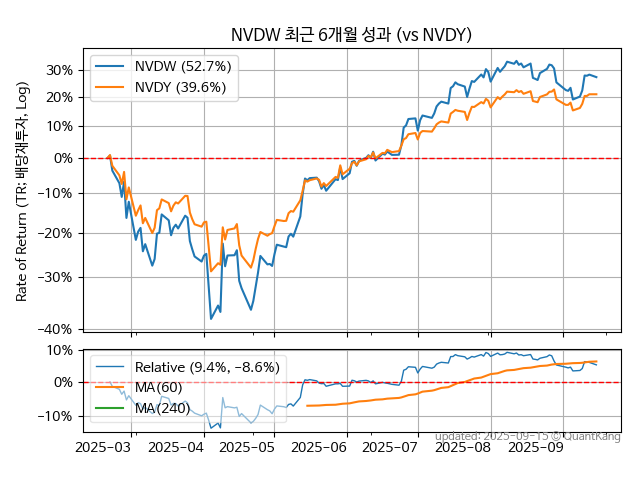 NVDW 최근 6개월 성과 (vs NVDY)
NVDW (52.7%)
NVDY (39.6%)
Rate of Return (TR: 배당재투자, Log)
30%
20%
10%
0%
−10%
−20%
−30%
−40%
Relative (9.4%, −8.6%)
MA(60)
MA(240)
10%
0%
−10%
2025−03
2025−04
2025−05
2025−06
2025−07
2025−08
2025−09
updated: 2025-09-15 © QuantKang